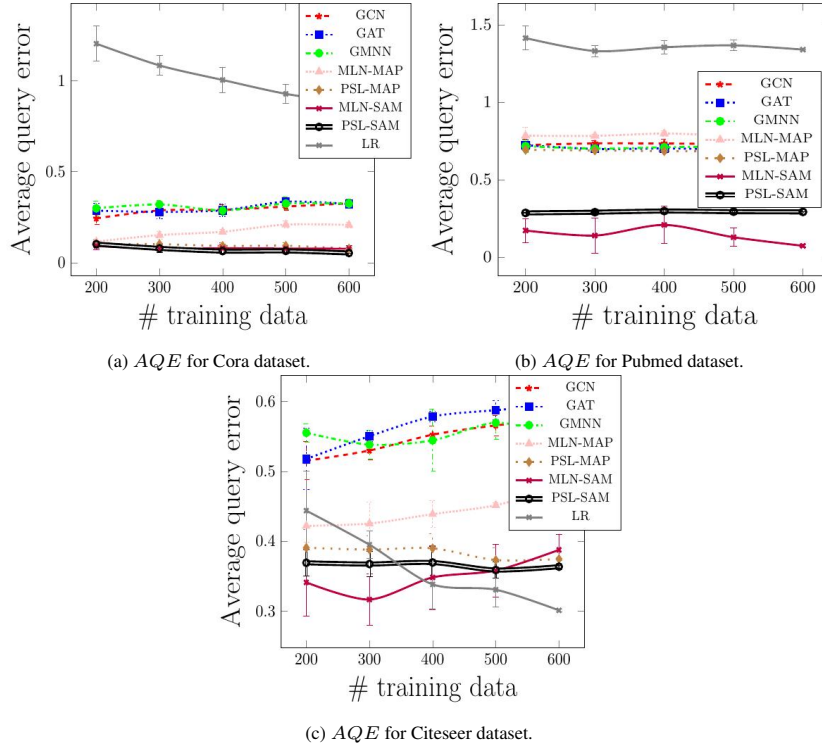 1.5
1
0.5
0
200 300 400 500 600
Average query error
# training data
GCN
GAT
GMNN
MLN-MAP
PSL-MAP
MLN-SAM
PSL-SAM
LR
1
0.5
0
200 300 400 500 600
Average query error
# training data
GCN
GAT
GMNN
MLN-MAP
PSL-MAP
MLN-SAM
PSL-SAM
LR
(a) AQE for Cora dataset.
(b) AQE for Pubmed dataset.
0.6
0.5
0.4
0.3
200 300 400 500 600
Average query error
# training data
GCN
GAT
GMNN
MLN-MAP
PSL-MAP
MLN-SAM
PSL-SAM
LR
(c) AQE for Citeseer dataset.